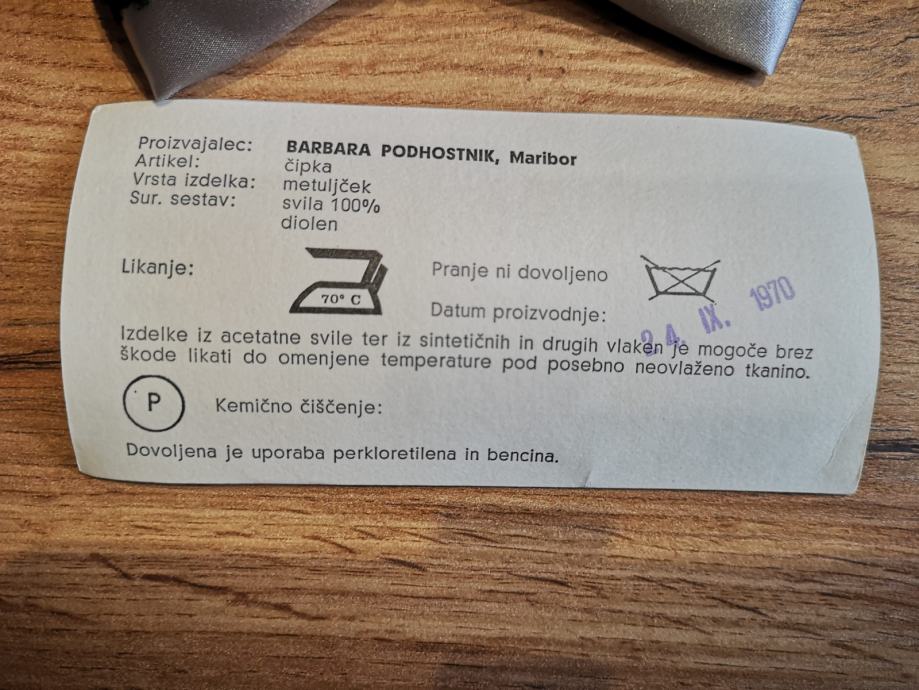 Proizvajalec: BARBARA PODHOSTNIK, Maribor
Artikel: čipka
Vrsta izdelka: metuljček
Sur. sestav: svila 100%
diolen
Likanje: 70° C Pranje ni dovoljeno
Datum proizvodnje: 24. IX. 1970
Izdelke iz acetatne svile ter iz sintetičnih in drugih vlaken je mogoče brez
škode likati do omenjene temperature pod posebno neovlaženo tkanino.
P Kemično čiščenje:
Dovoljena je uporaba perkloretilena in bencina.